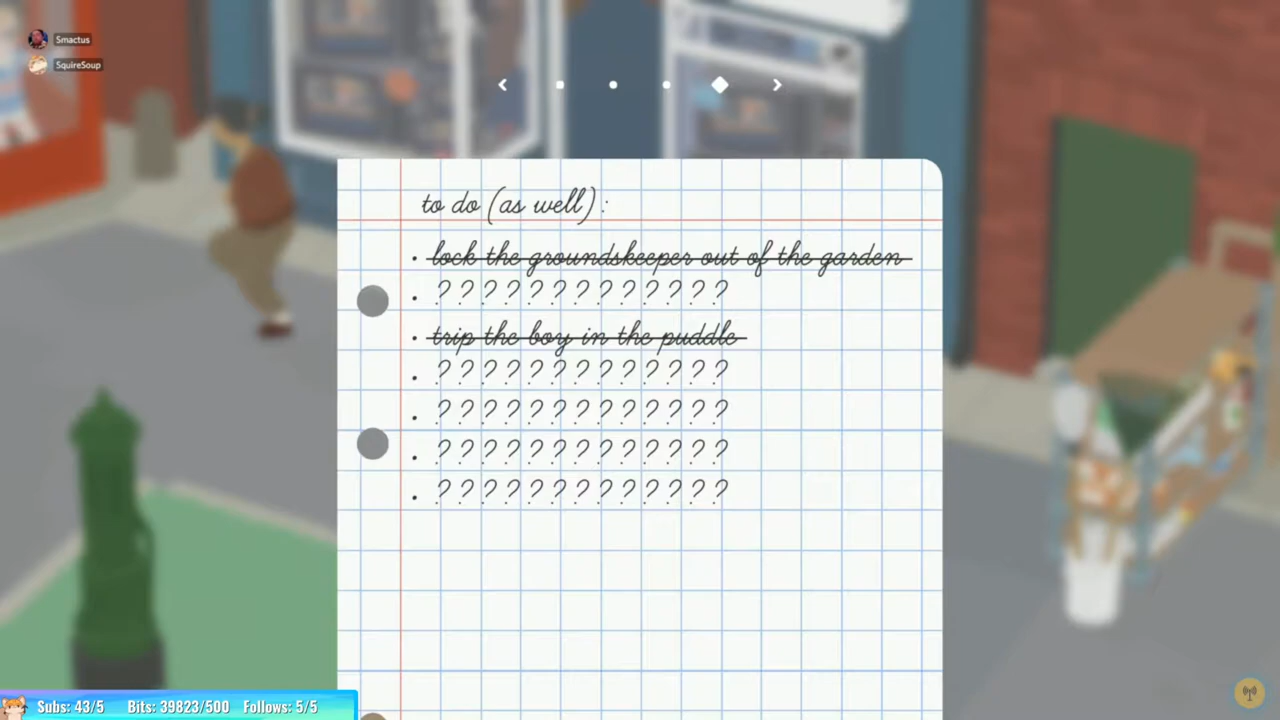 Smactus
SquireSoup
to do (as well):
• lock the groundskeeper out of the garden
• ?????????????
• trip the boy in the puddle
• ?????????????
• ?????????????
• ?????????????
• ?????????????
Subs: 43/5 Bits: 39823/500 Follows: 5/5